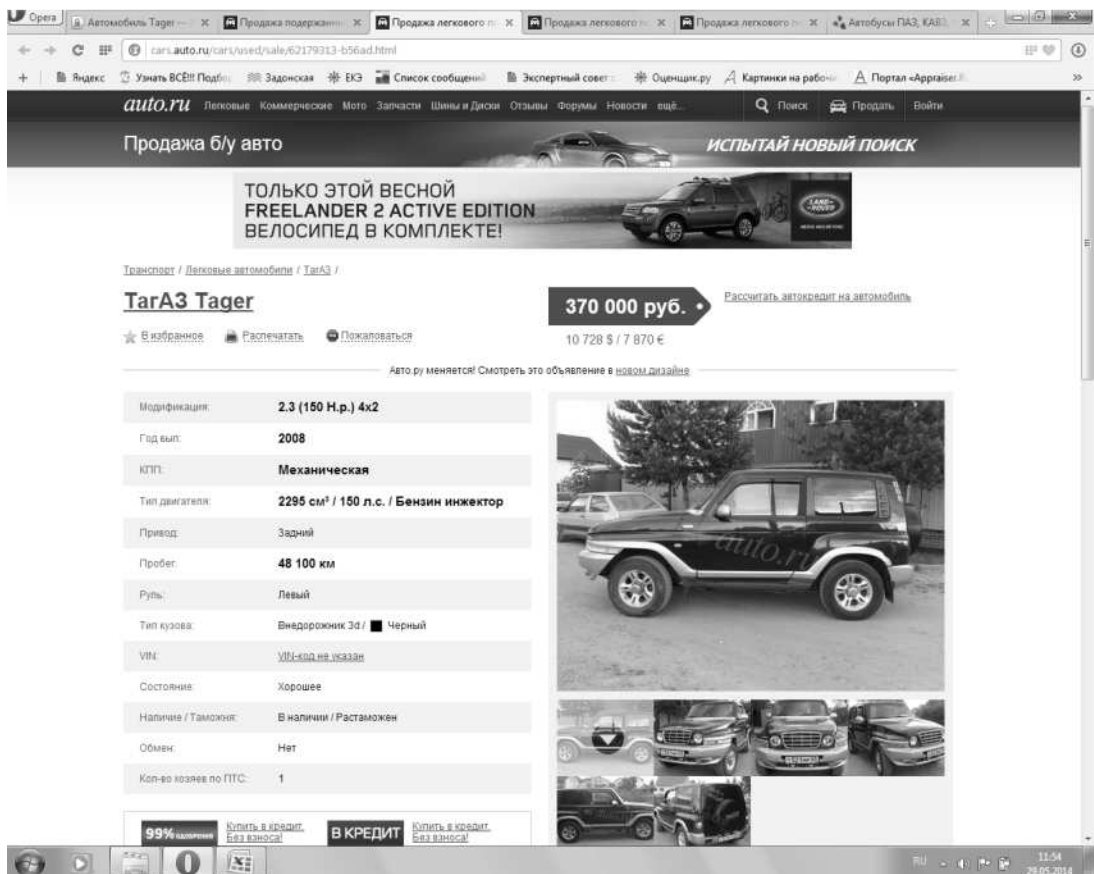 Opera Автомобиль Tager — Продажа подержанн Продажа легкового п Продажа легкового п Продажа легкового п Автобусы ПАЗ, КАВЗ,
cars.auto.ru/cars/used/sale/62179313-b56ad.html
Яндекс Узнать ВСЁ!!! Подбо Задонская ЕКЭ Список сообщений Экспертный совет Оценщик.ру Картинки на рабоч Портал «Appraiser.
auto.ru Легковые Коммерческие Мото Запчасти Шины и Диски Отзывы Форумы Новости ещё... Поиск Продать Войти
Продажа б/у авто ИСПЫТАЙ НОВЫЙ ПОИСК
ТОЛЬКО ЭТОЙ ВЕСНОЙ
FREELANDER 2 ACTIVE EDITION
ВЕЛОСИПЕД В КОМПЛЕКТЕ!
LAND ROVER
Транспорт / Легковые автомобили / ТагАЗ /
ТагАЗ Tager 370 000 руб. Рассчитать автокредит на автомобиль
В избранное Распечатать Пожаловаться 10 728 $ / 7 870 €
Авто.ру меняется! Смотреть это объявление в новом дизайне
Модификация: 2.3 (150 Н.р.) 4x2
Год вып: 2008
КПП: Механическая
Тип двигателя: 2295 см³ / 150 л.с. / Бензин инжектор
Привод: Задний
Пробег: 48 100 км
Руль: Левый
Тип кузова: Внедорожник 3d / Черный
VIN: VIN-код не указан
Состояние: Хорошее
Наличие / Таможня: В наличии / Растаможен
Обмен: Нет
Кол-во хозяев по ПТС: 1
auto.ru
99% одобрения Купить в кредит. Без взноса! В КРЕДИТ Купить в кредит. Без взноса!
RU 11:54
29.05.2014